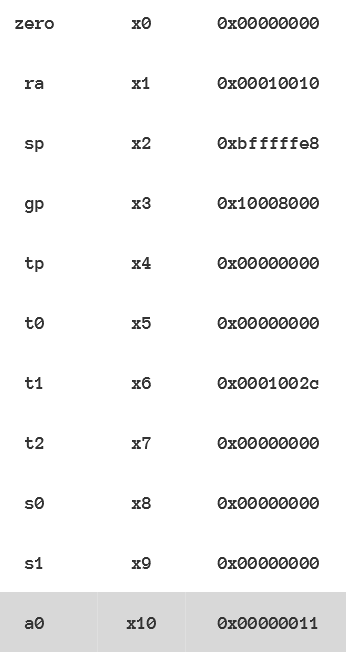 zero x0 0x00000000
ra x1 0x00010010
sp x2 0xbfffffe8
gp x3 0x10008000
tp x4 0x00000000
t0 x5 0x00000000
t1 x6 0x0001002c
t2 x7 0x00000000
s0 x8 0x00000000
s1 x9 0x00000000
a0 x10 0x00000011